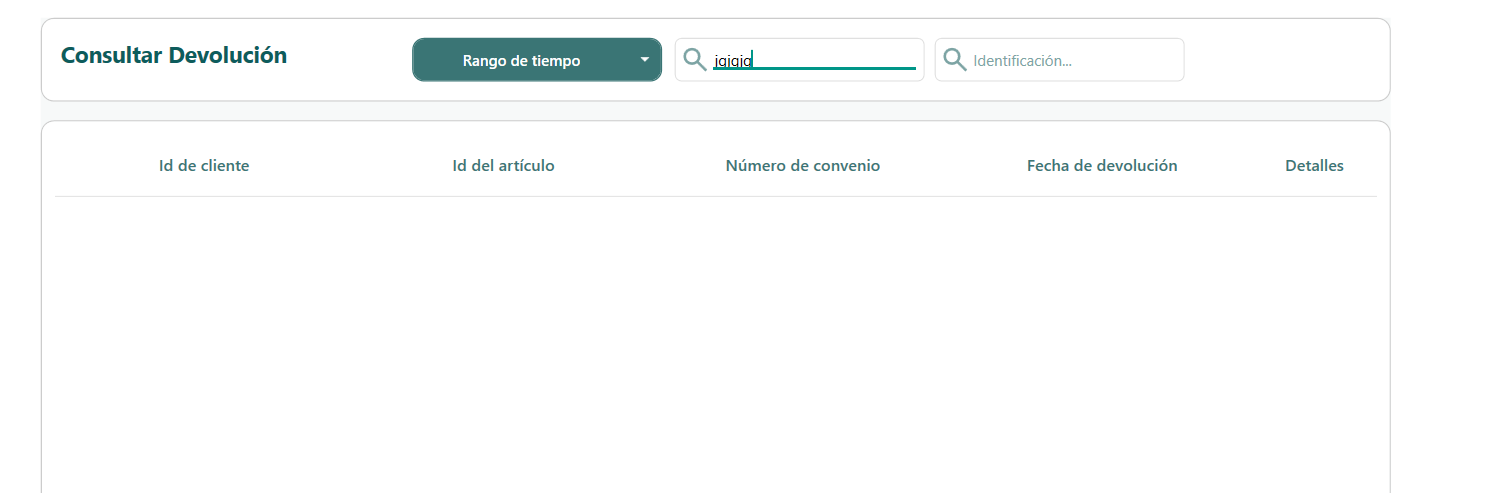 Consultar Devolución
Rango de tiempo
jajaja
Identificación...
Id de cliente
Id del artículo
Número de convenio
Fecha de devolución
Detalles